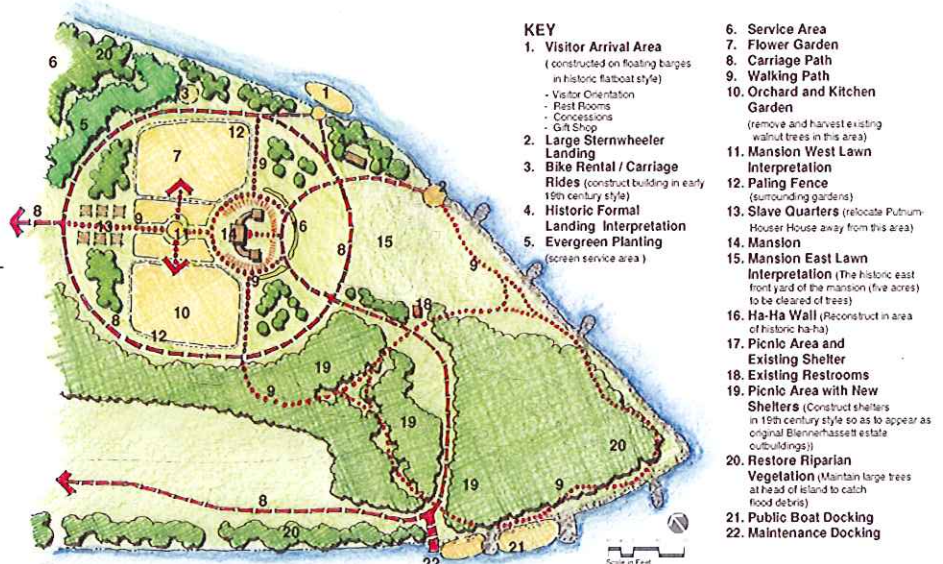 KEY
1. Visitor Arrival Area
(constructed on floating barges
in historic flatboat style)
- Visitor Orientation
- Rest Rooms
- Concessions
- Gift Shop
2. Large Sternwheeler
Landing
3. Bike Rental / Carriage
Rides (construct building in early
19th century style)
4. Historic Formal
Landing Interpretation
5. Evergreen Planting
(screen service area)
6. Service Area
7. Flower Garden
8. Carriage Path
9. Walking Path
10. Orchard and Kitchen
Garden
(remove and harvest existing
walnut trees in this area)
11. Mansion West Lawn
Interpretation
12. Paling Fence
(surrounding gardens)
13. Slave Quarters (relocate Putnum-
Houser House away from this area)
14. Mansion
15. Mansion East Lawn
Interpretation (The historic east
front yard of the mansion (five acres)
to be cleared of trees)
16. Ha-Ha Wall (Reconstruct in area
of historic ha-ha)
17. Picnic Area and
Existing Shelter
18. Existing Restrooms
19. Picnic Area with New
Shelters (Construct shelters
in 19th century style so as to appear as
original Blennerhassett estate
outbuildings))
20. Restore Riparian
Vegetation (Maintain large trees
at head of island to catch
flood debris)
21. Public Boat Docking
22. Maintenance Docking
20
6
3
1
5
12
7
9
17
8
9
13
11
14
16
15
8
9
9
10
18
8
12
19
9
19
20
8
19
9
20
21
22
Scale in Feet